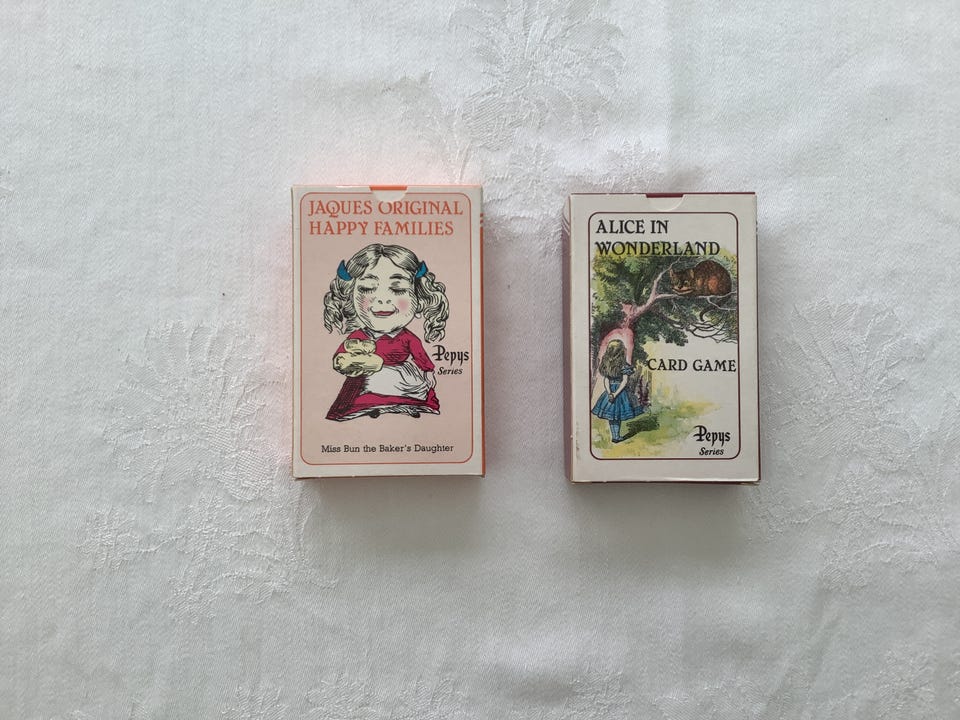 JAQUES ORIGINAL
HAPPY FAMILIES
Pepys
Series
Miss Bun the Baker's Daughter
ALICE IN
WONDERLAND
CARD GAME
Pepys
Series